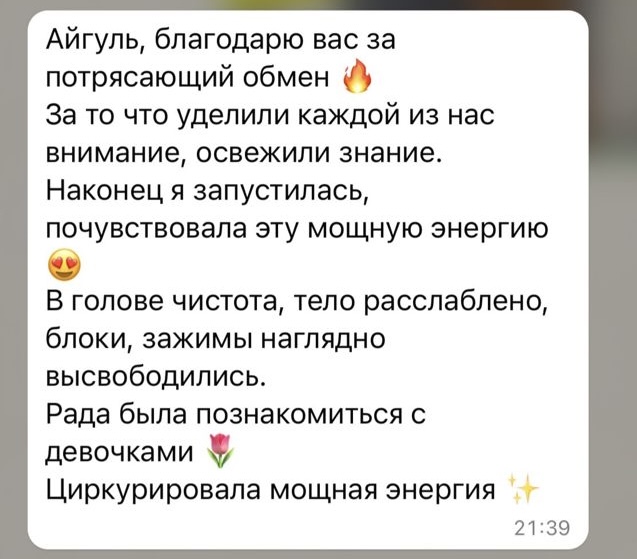 Айгуль, благодарю вас за
потрясающий обмен 🔥
За то что уделили каждой из нас
внимание, освежили знание.
Наконец я запустилась,
почувствовала эту мощную энергию
😍
В голове чистота, тело расслаблено,
блоки, зажимы наглядно
высвободились.
Рада была познакомиться с
девочками 🌷
Циркурировала мощная энергия ✨
21:39